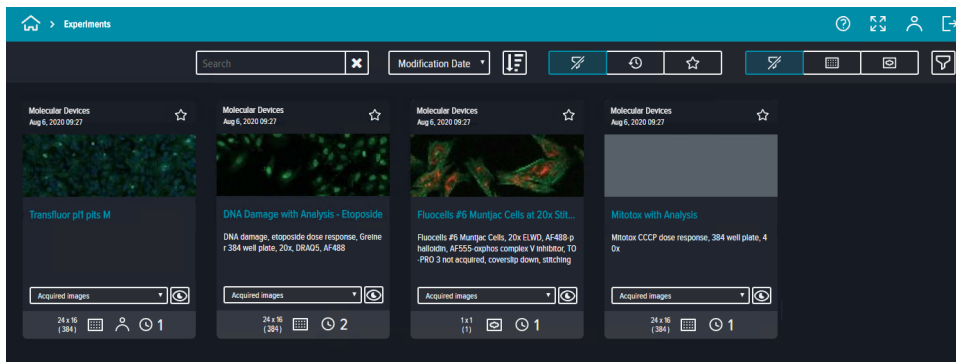 > Experiments
Search
Modification Date
Molecular Devices
Aug 6, 2020 09:27
Transfluor pl1 pits M
Acquired images
24 x 16
(384)
1
Molecular Devices
Aug 6, 2020 09:27
DNA Damage with Analysis - Etoposide
DNA damage, etoposide dose response, Greine
r 384 well plate, 20x, DRAQ5, AF488
Acquired images
24 x 16
(384)
2
Molecular Devices
Aug 6, 2020 09:27
Fluocells #6 Muntjac Cells at 20x Stit...
Fluocells #6 Muntjac Cells, 20x ELWD, AF488-p
halloidin, AF555-oxphos complex V inhibitor, TO
-PRO 3 not acquired, coverslip down, stitching
Acquired images
1 x 1
(1)
1
Molecular Devices
Aug 6, 2020 09:27
Mitotox with Analysis
Mitotox CCCP dose response, 384 well plate, 4
0x
Acquired images
24 x 16
(384)
1